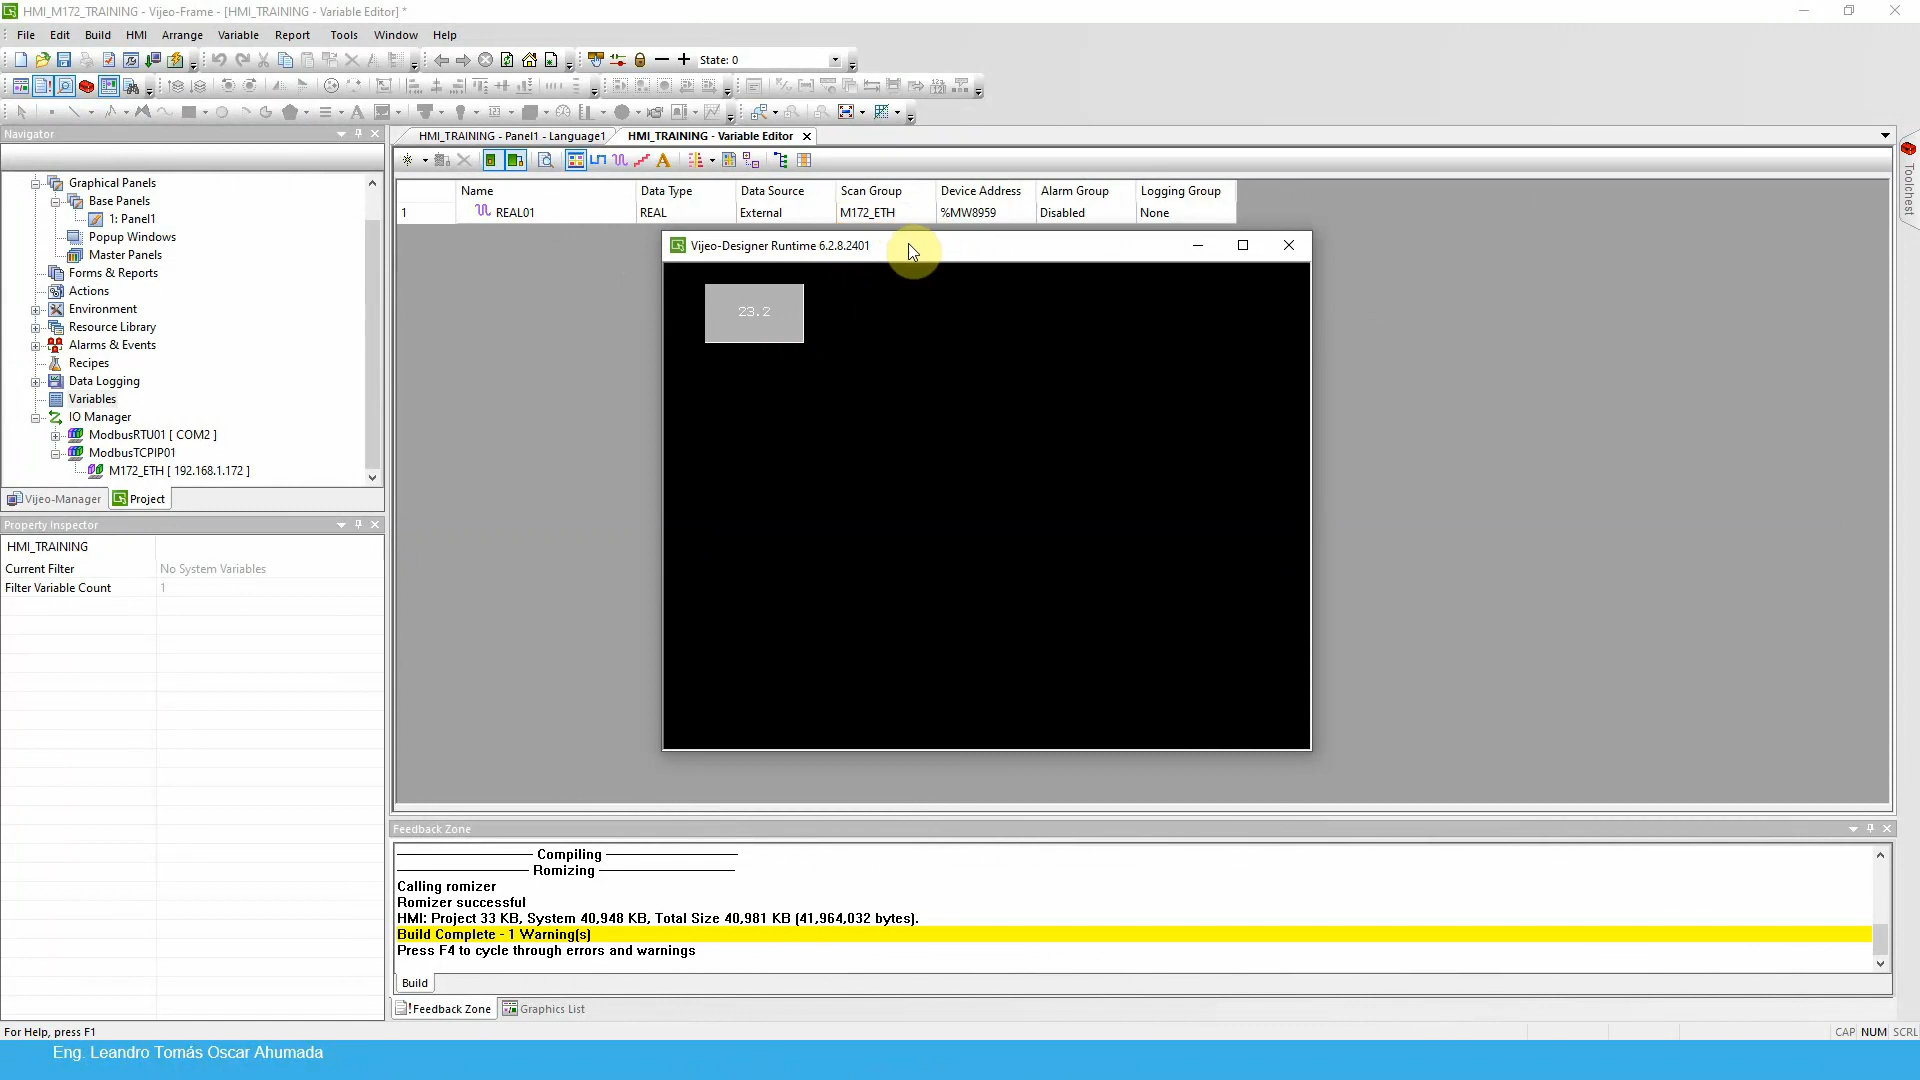 HMI_M172_TRAINING - Vijeo-Frame - [HMI_TRAINING - Variable Editor] *
File Edit Build HMI Arrange Variable Report Tools Window Help
State: 0
Navigator
Graphical Panels
Base Panels
1: Panel1
Popup Windows
Master Panels
Forms & Reports
Actions
Environment
Resource Library
Alarms & Events
Recipes
Data Logging
Variables
IO Manager
ModbusRTU01 [ COM2 ]
ModbusTCPIP01
M172_ETH [ 192.168.1.172 ]
Vijeo-Manager Project
Property Inspector
HMI_TRAINING
Current Filter No System Variables
Filter Variable Count 1
HMI_TRAINING - Panel1 - Language1 HMI_TRAINING - Variable Editor
Name Data Type Data Source Scan Group Device Address Alarm Group Logging Group
1 REAL01 REAL External M172_ETH %MW8959 Disabled None
Vijeo-Designer Runtime 6.2.8.2401
23.2
Toolchest
Feedback Zone
Compiling
Romizing
Calling romizer
Romizer successful
HMI: Project 33 KB, System 40,948 KB, Total Size 40,981 KB (41,964,032 bytes).
Build Complete - 1 Warning(s)
Press F4 to cycle through errors and warnings
Build
Feedback Zone Graphics List
For Help, press F1
CAP NUM SCRL
Eng. Leandro Tomás Oscar Ahumada